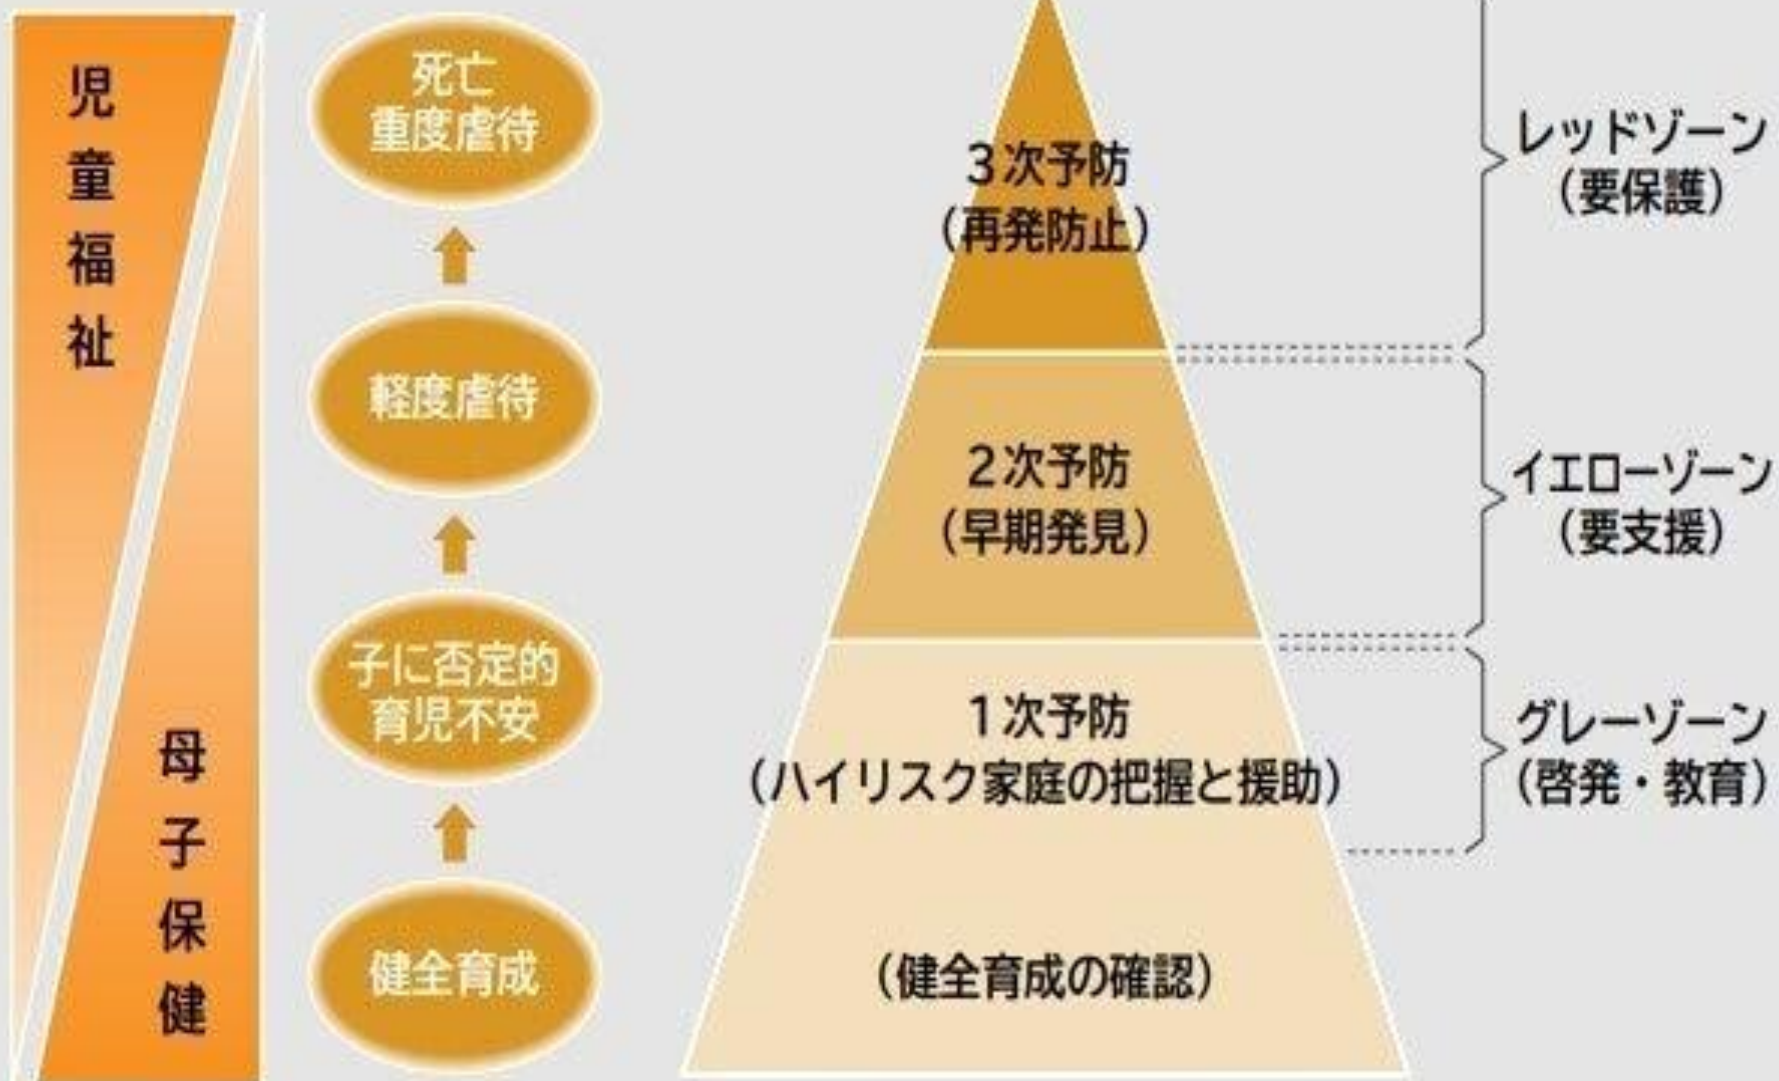 児童福祉
母子保健
死亡
重度虐待
軽度虐待
子に否定的
育児不安
健全育成
3次予防
（再発防止）
2次予防
（早期発見）
1次予防
（ハイリスク家庭の把握と援助）
（健全育成の確認）
レッドゾーン
（要保護）
イエローゾーン
（要支援）
グレーゾーン
（啓発・教育）